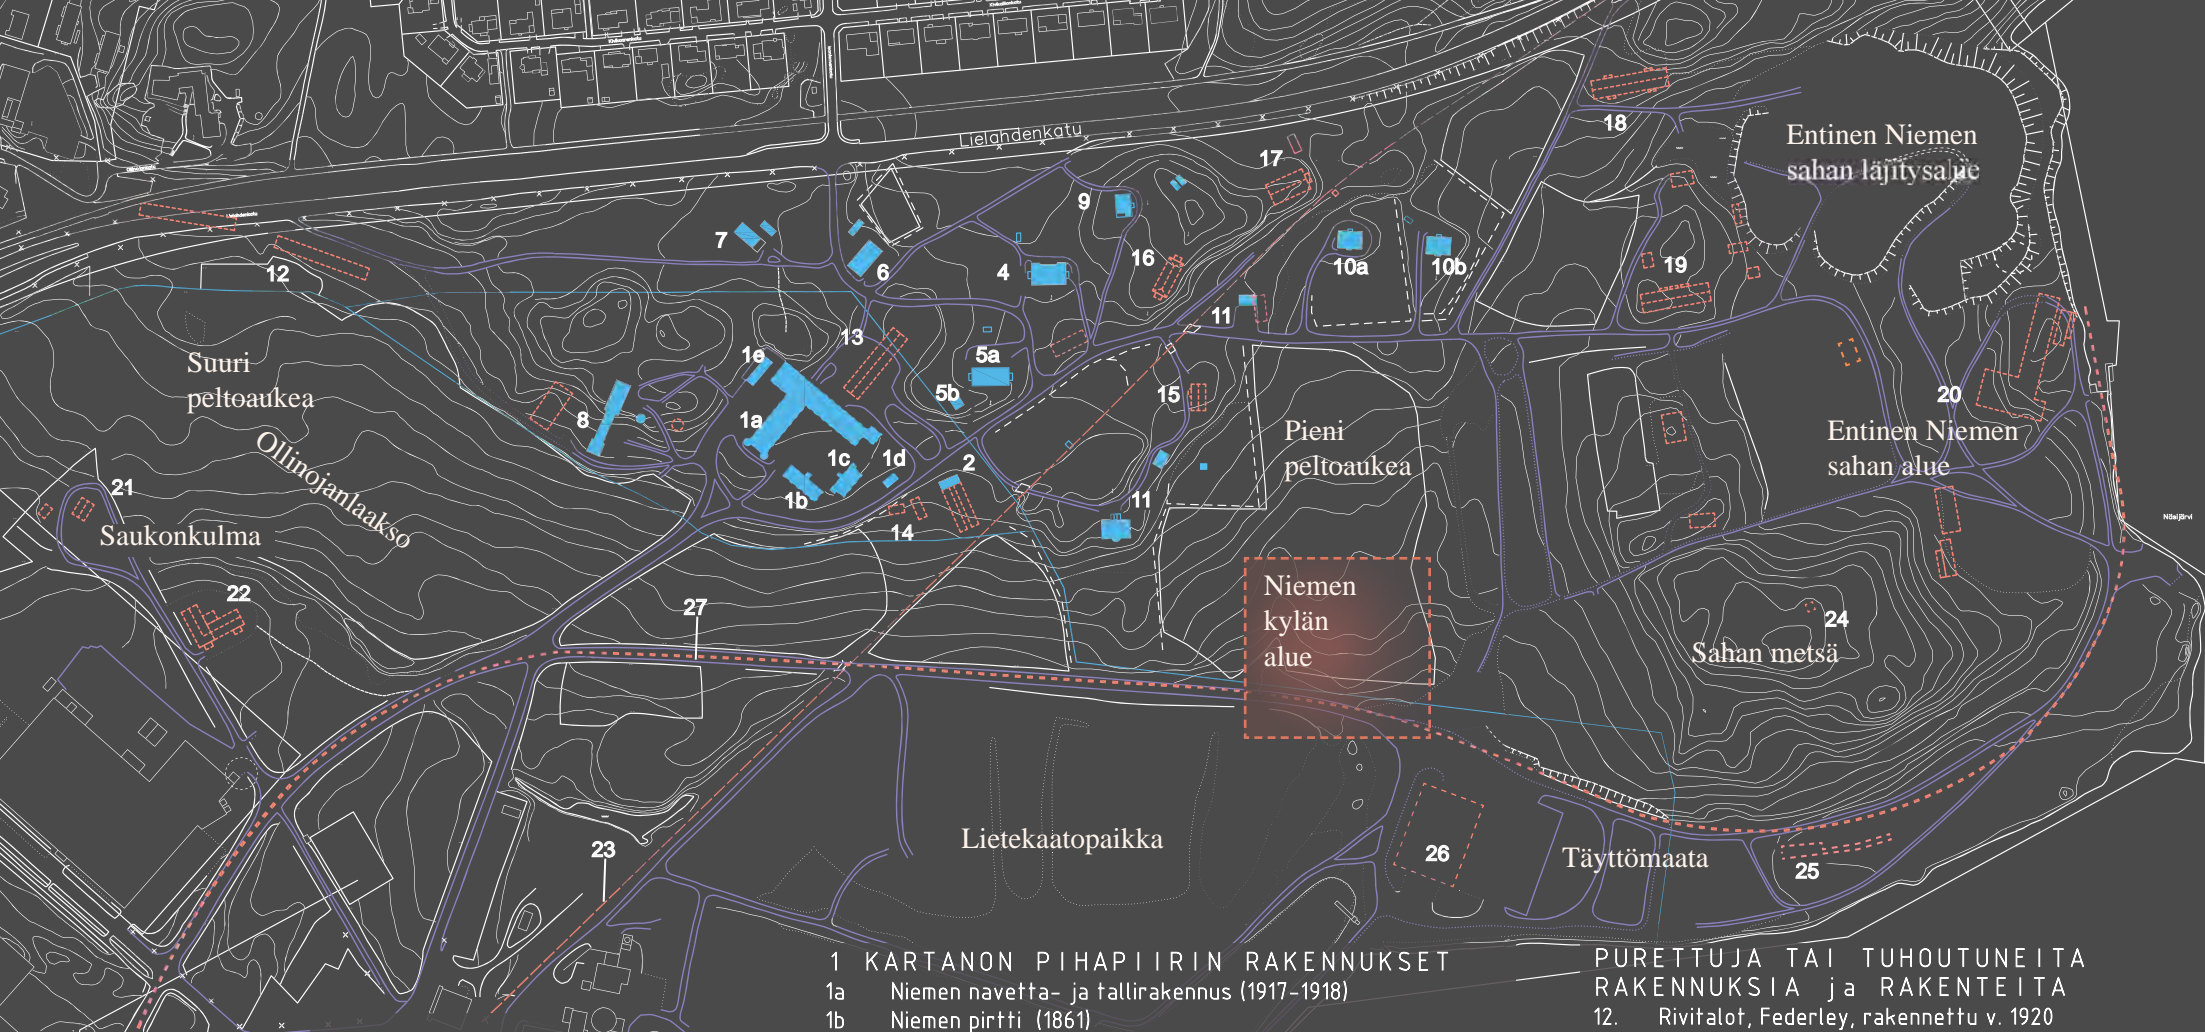 Lielahdenkatu
Entinen Niemen
sahan läjitysalue
18
17
9
7
6
4
16
10a
10b
19
12
11
13
1e
5a
5b
15
20
Suuri
peltoaukea
8
1a
1c
1d
2
1b
14
11
Pieni
peltoaukea
Entinen Niemen
sahan alue
Ollinojanlaakso
21
Saukonkulma
22
27
Niemen
kylän
alue
24
Sahan metsä
Näsijärvi
Lietekaatopaikka
23
26
Täyttömaata
25
1 KARTANON PIHAPIIRIN RAKENNUKSET
1a Niemen navetta- ja tallirakennus (1917-1918)
1b Niemen pirtti (1861)
PURETTUJA TAI TUHOUTUNEITA
RAKENNUKSIA ja RAKENTEITA
12. Rivitalot, Federley, rakennettu v. 1920